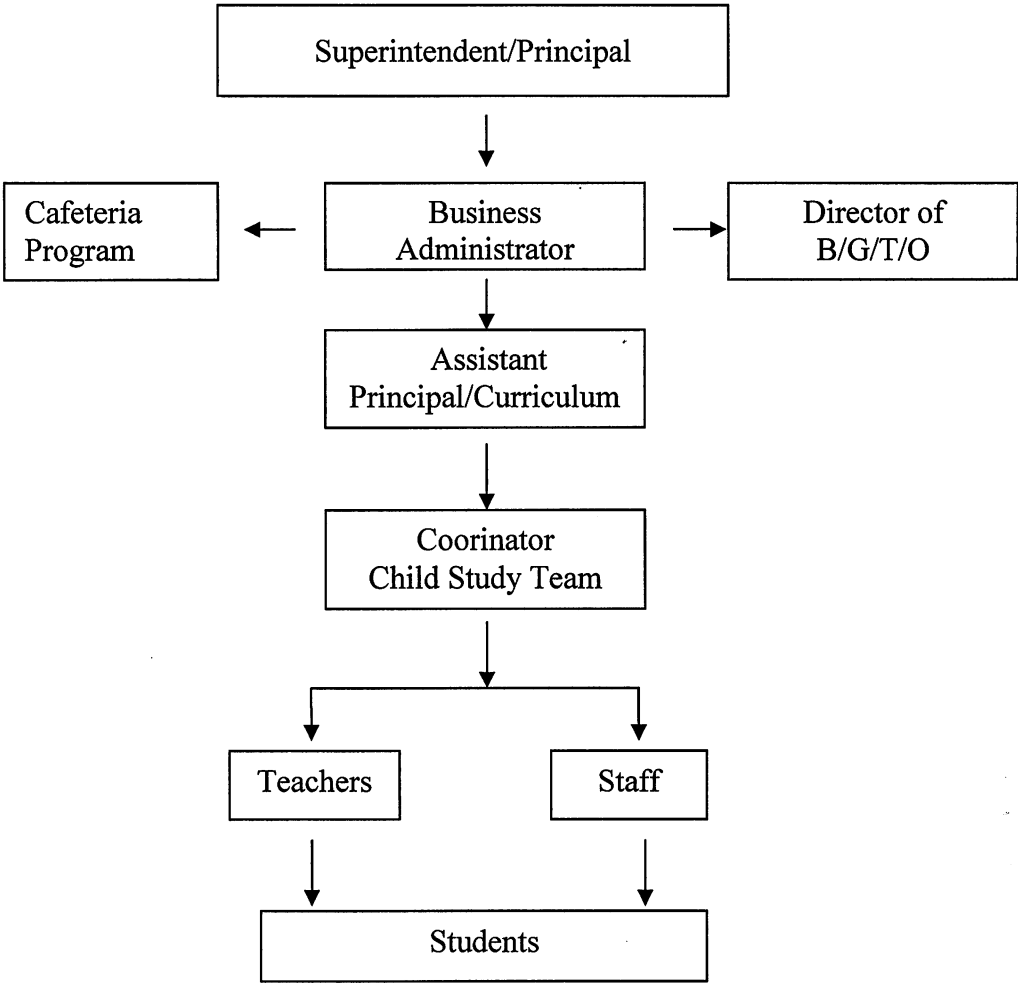 Superintendent/Principal
Cafeteria
Program
Business
Administrator
Director of
B/G/T/O
Assistant
Principal/Curriculum
Coorinator
Child Study Team
Teachers
Staff
Students